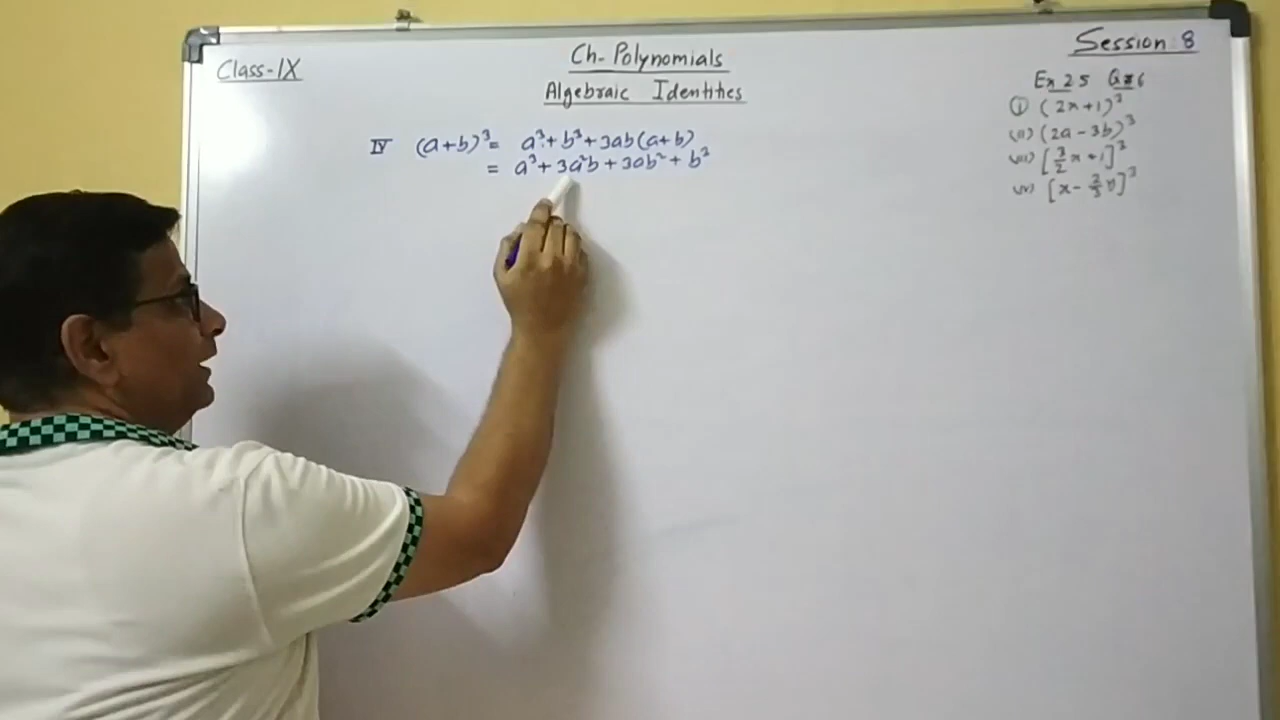 Class-IX
Ch- Polynomials
Algebraic Identities
Session: 8
IV (a+b)³ = a³+b³+3ab(a+b)
= a³+3a²b+3ab²+b³
Ex 2.5 Q#6
(i) (2x+1)³
(ii) (2a-3b)³
(iii) [3/2 x+1]³
(iv) [x-2/3 y]³